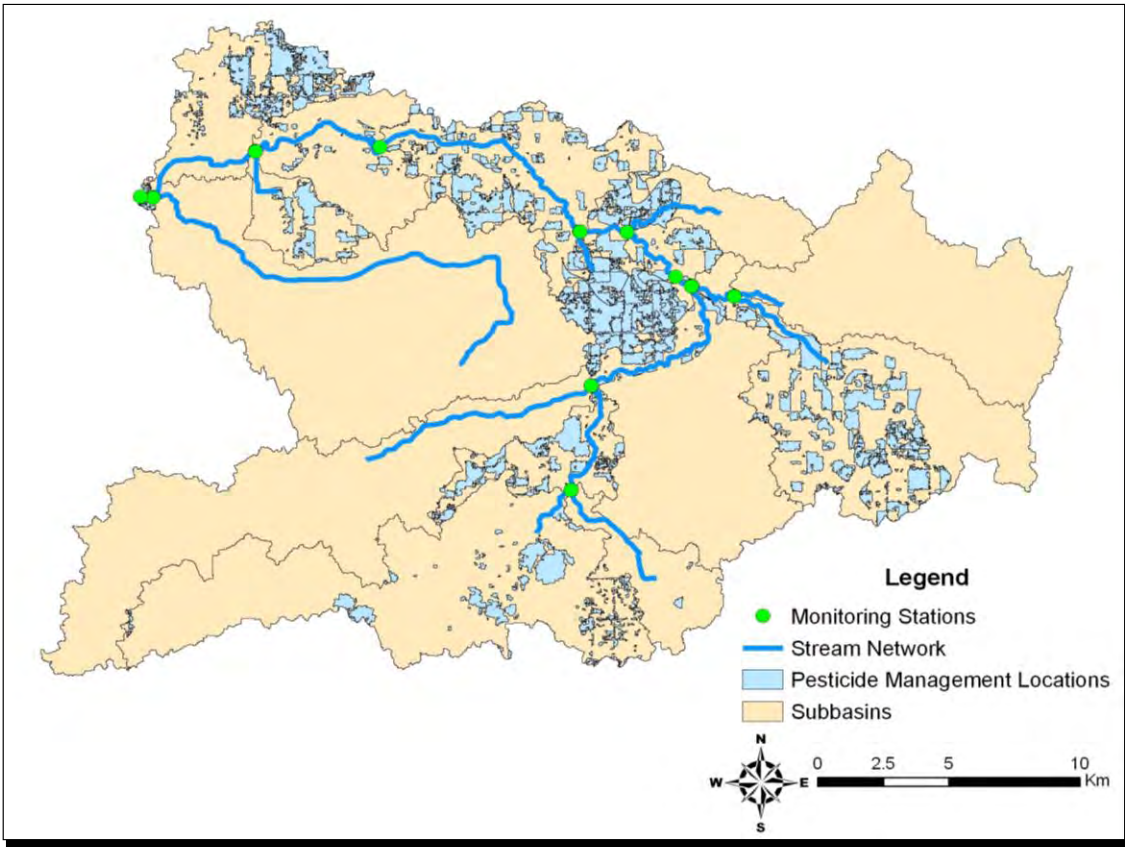 Legend
Monitoring Stations
Stream Network
Pesticide Management Locations
Subbasins
N
W E
S
0 2.5 5 10
Km